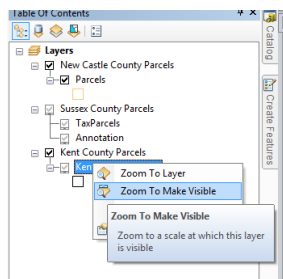 Table Of Contents
Layers
New Castle County Parcels
Parcels
Sussex County Parcels
TaxParcels
Annotation
Kent County Parcels
Kent
Zoom To Layer
Zoom To Make Visible
Zoom To Make Visible
Zoom to a scale at which this layer
is visible
Catalog
Create Features